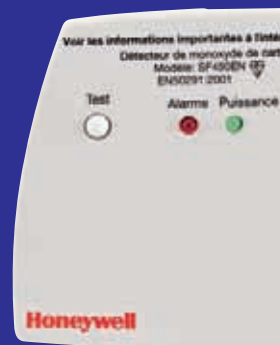 Voir les informations importantes à l'inté
Détecteur de monoxyde de carb
Modèle: SF450EN
EN50291:2001
Test
Alarme Puissance
Honeywell